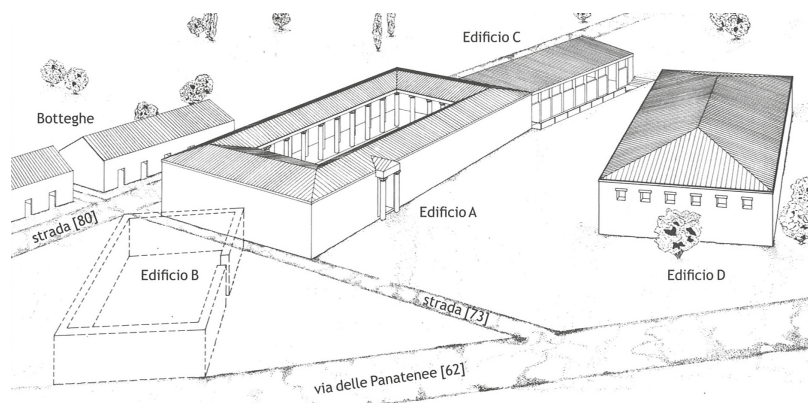 Edificio C
Botteghe
Edificio A
strada [80]
Edificio B
Edificio D
strada [73]
via delle Panatenee [62]